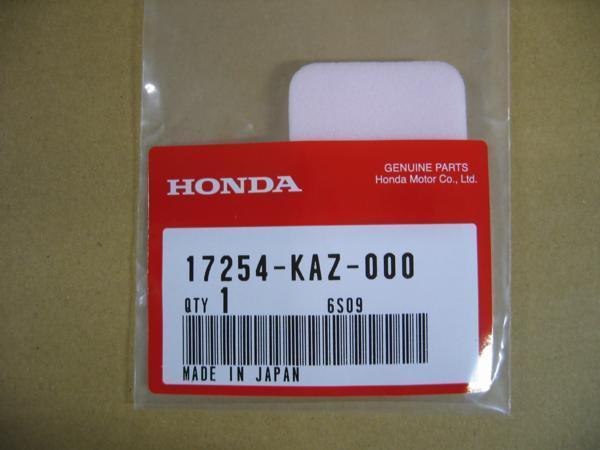 HONDA
GENUINE PARTS
Honda Motor Co., Ltd.
17254-KAZ-000
QTY 1 6S09
MADE IN JAPAN